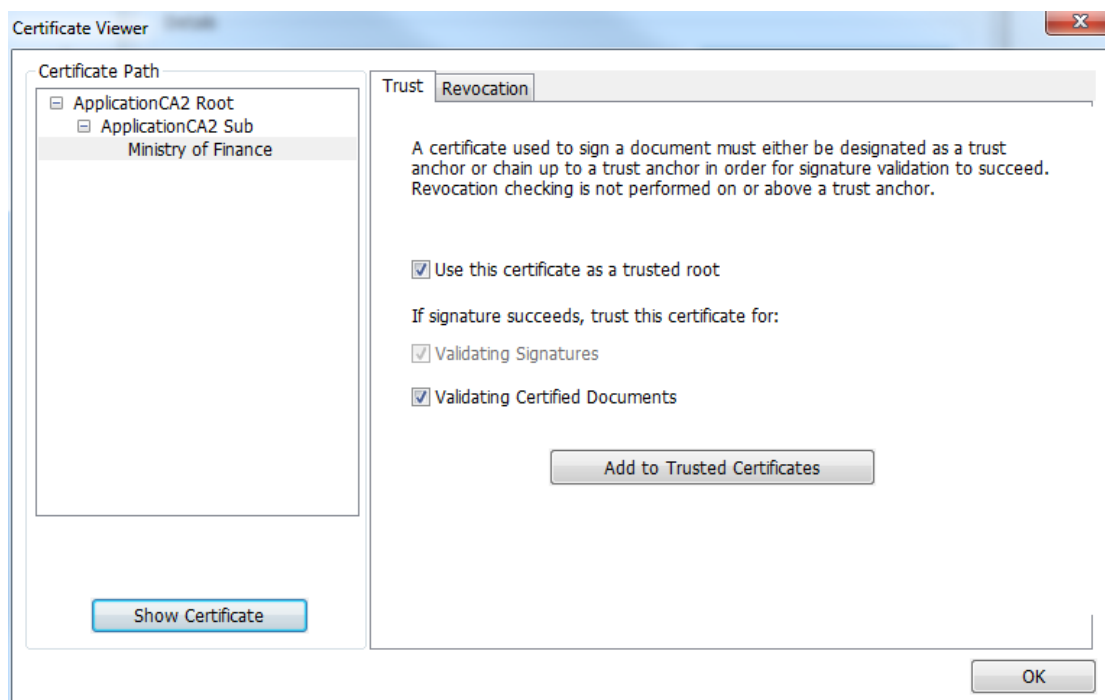 Certificate Viewer
Certificate Path
ApplicationCA2 Root
ApplicationCA2 Sub
Ministry of Finance
Show Certificate
Trust
Revocation
A certificate used to sign a document must either be designated as a trust
anchor or chain up to a trust anchor in order for signature validation to succeed.
Revocation checking is not performed on or above a trust anchor.
Use this certificate as a trusted root
If signature succeeds, trust this certificate for:
Validating Signatures
Validating Certified Documents
Add to Trusted Certificates
OK